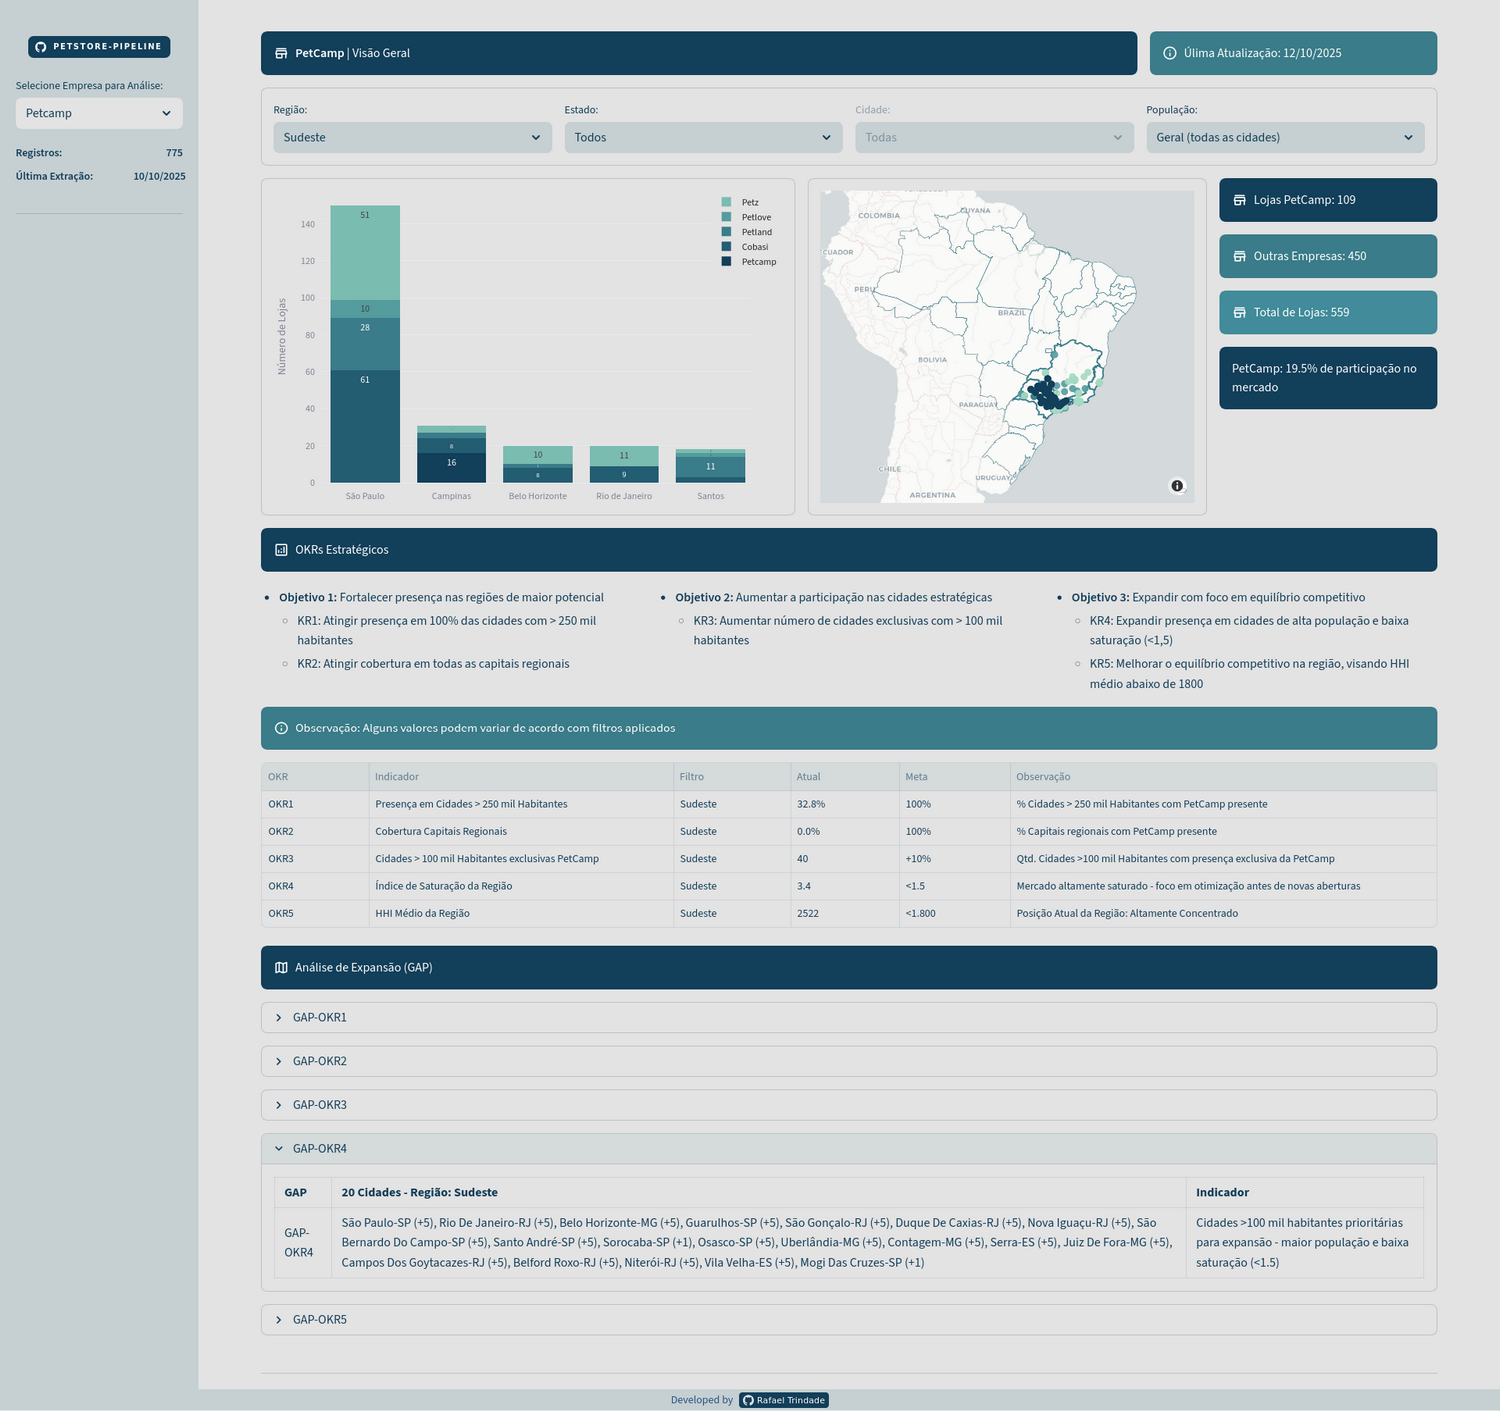 PETSTORE-PIPELINE
Selecione Empresa para Análise:
Petcamp
Registros: 775
Última Extração: 10/10/2025
PetCamp | Visão Geral
Úlima Atualização: 12/10/2025
Região:
Sudeste
Estado:
Todos
Cidade:
Todas
População:
Geral (todas as cidades)
Número de Lojas
140
120
100
80
60
40
20
0
51
10
28
61
8
16
10
8
11
9
11
São Paulo
Campinas
Belo Horizonte
Rio de Janeiro
Santos
Petz
Petlove
Petland
Cobasi
Petcamp
COLOMBIA
GUYANA
CUADOR
PERU
BRAZIL
BOLIVIA
PARAGUAY
CHILE
URUGUAY
ARGENTINA
Lojas PetCamp: 109
Outras Empresas: 450
Total de Lojas: 559
PetCamp: 19.5% de participação no
mercado
OKRs Estratégicos
Objetivo 1: Fortalecer presença nas regiões de maior potencial
KR1: Atingir presença em 100% das cidades com > 250 mil
habitantes
KR2: Atingir cobertura em todas as capitais regionais
Objetivo 2: Aumentar a participação nas cidades estratégicas
KR3: Aumentar número de cidades exclusivas com > 100 mil
habitantes
Objetivo 3: Expandir com foco em equilíbrio competitivo
KR4: Expandir presença em cidades de alta população e baixa
saturação (<1,5)
KR5: Melhorar o equilíbrio competitivo na região, visando HHI
médio abaixo de 1800
Observação: Alguns valores podem variar de acordo com filtros aplicados
OKR Indicador Filtro Atual Meta Observação
OKR1 Presença em Cidades > 250 mil Habitantes Sudeste 32.8% 100% % Cidades > 250 mil Habitantes com PetCamp presente
OKR2 Cobertura Capitais Regionais Sudeste 0.0% 100% % Capitais regionais com PetCamp presente
OKR3 Cidades > 100 mil Habitantes exclusivas PetCamp Sudeste 40 +10% Qtd. Cidades >100 mil Habitantes com presença exclusiva da PetCamp
OKR4 Índice de Saturação da Região Sudeste 3.4 <1.5 Mercado altamente saturado - foco em otimização antes de novas aberturas
OKR5 HHI Médio da Região Sudeste 2522 <1.800 Posição Atual da Região: Altamente Concentrado
Análise de Expansão (GAP)
GAP-OKR1
GAP-OKR2
GAP-OKR3
GAP-OKR4
GAP 20 Cidades - Região: Sudeste Indicador
GAP-
OKR4
São Paulo-SP (+5), Rio De Janeiro-RJ (+5), Belo Horizonte-MG (+5), Guarulhos-SP (+5), São Gonçalo-RJ (+5), Duque De Caxias-RJ (+5), Nova Iguaçu-RJ (+5), São
Bernardo Do Campo-SP (+5), Santo André-SP (+5), Sorocaba-SP (+1), Osasco-SP (+5), Uberlândia-MG (+5), Contagem-MG (+5), Serra-ES (+5), Juiz De Fora-MG (+5),
Campos Dos Goytacazes-RJ (+5), Belford Roxo-RJ (+5), Niterói-RJ (+5), Vila Velha-ES (+5), Mogi Das Cruzes-SP (+1)
Cidades >100 mil habitantes prioritárias
para expansão - maior população e baixa
saturação (<1.5)
GAP-OKR5
Developed by Rafael Trindade